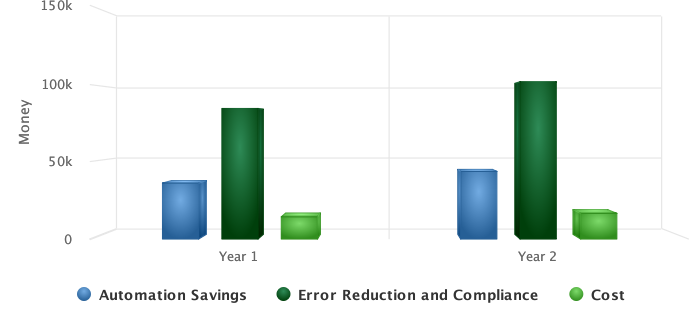 150k
100k
50k
0
Money
Year 1
Year 2
Automation Savings
Error Reduction and Compliance
Cost